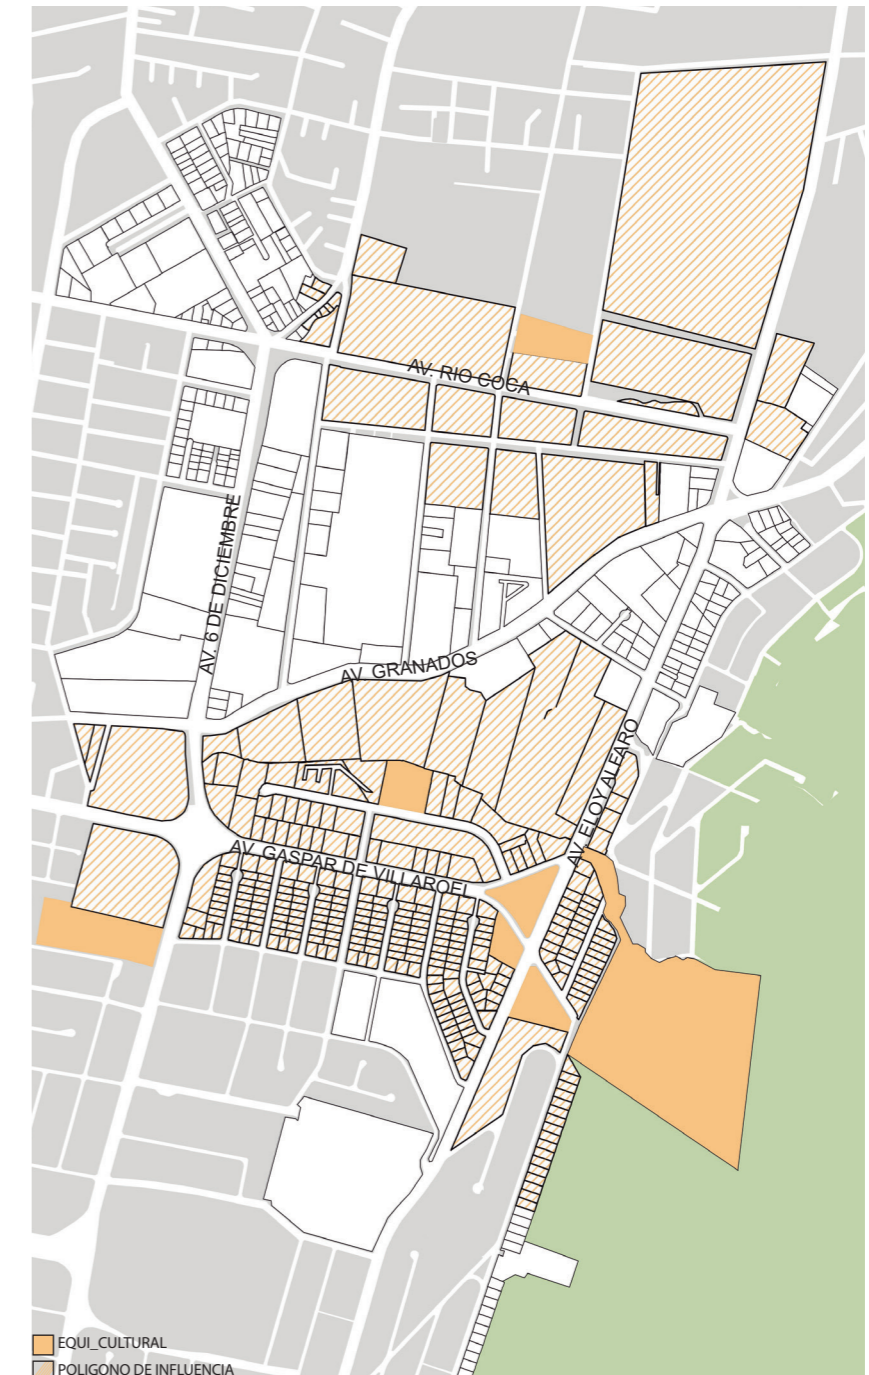 AV. RIO COCA
AV. 6 DE DICIEMBRE
AV. GRANADOS
AV. ELOY ALFARO
AV. GASPAR DE VILLAROEL
EQUI_CULTURAL
POLIGONO DE INFLUENCIA